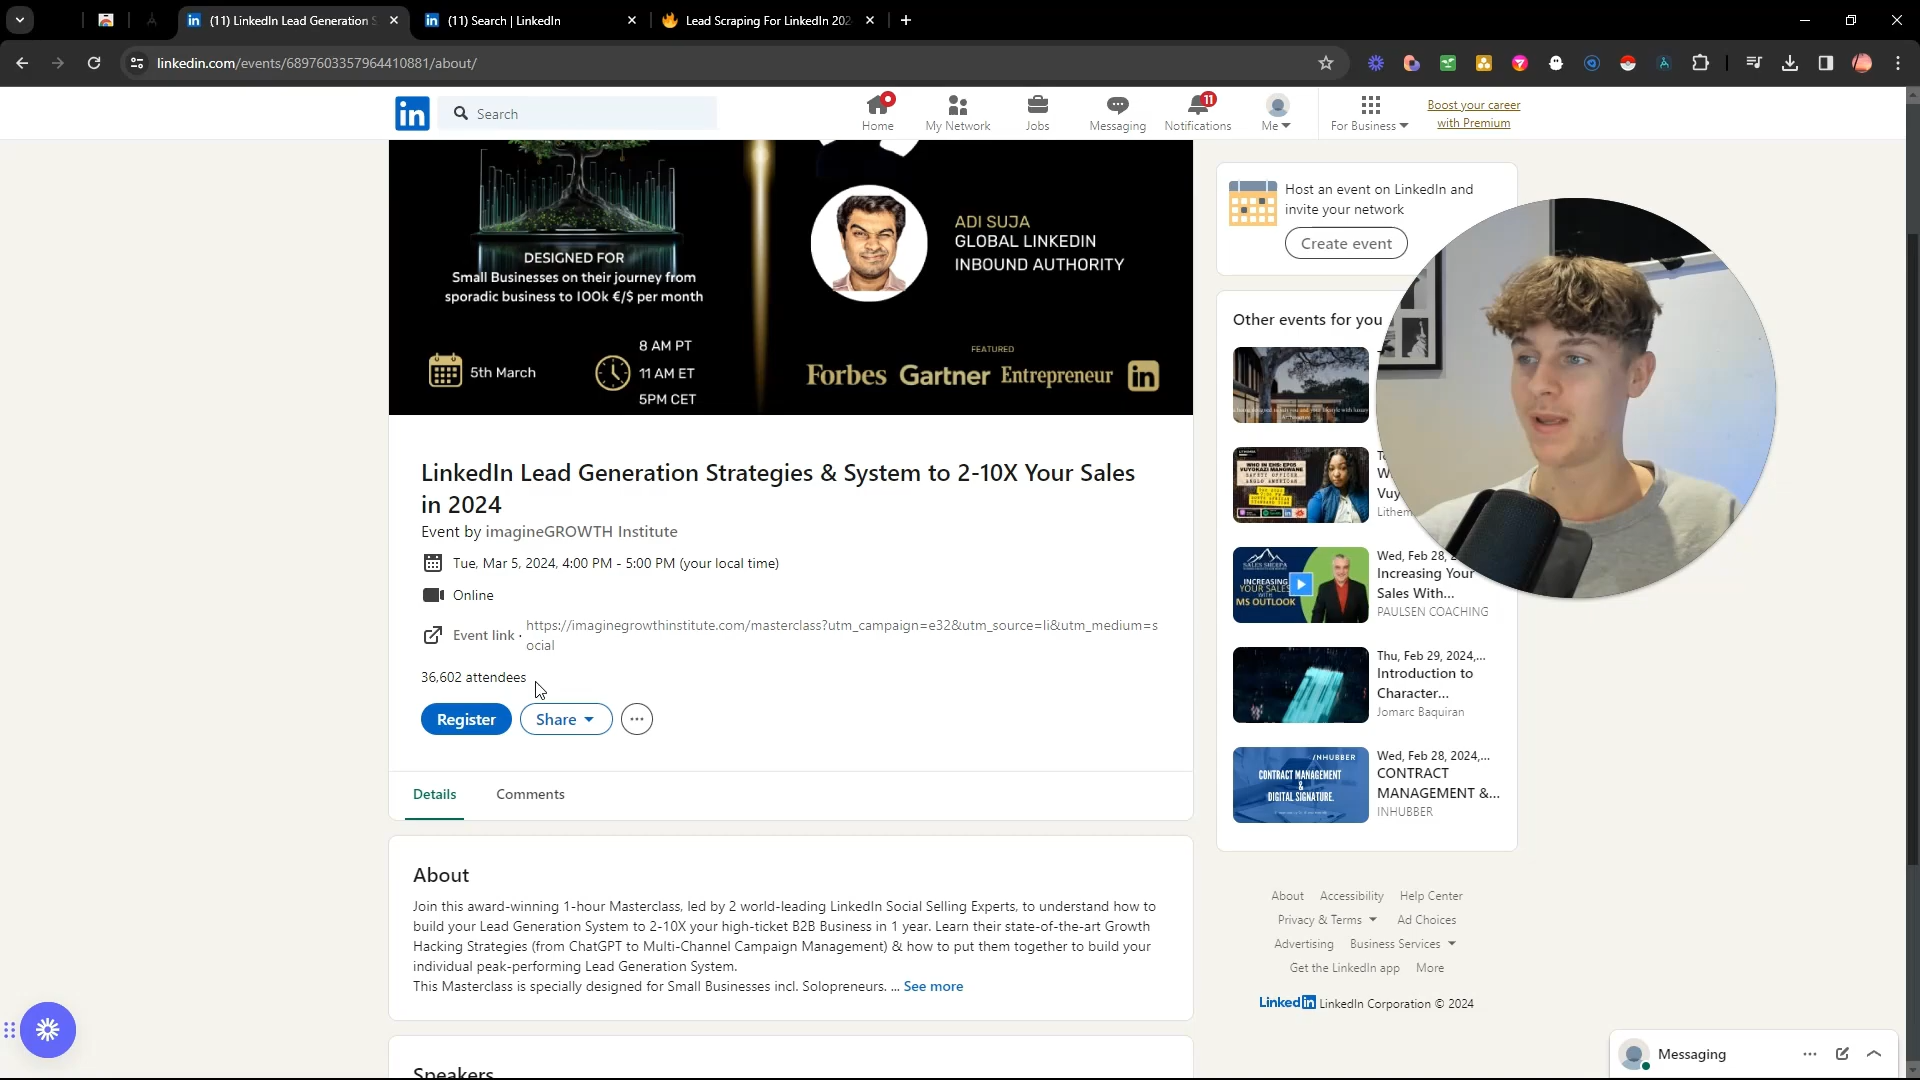 (11) LinkedIn Lead Generation S
(11) Search | LinkedIn
Lead Scraping For LinkedIn 202
linkedin.com/events/6897603357964410881/about/
in
Search
Home
My Network
Jobs
Messaging
11
Notifications
Me
For Business
Boost your career
with Premium
DESIGNED FOR
Small Businesses on their journey from
sporadic business to 100k €/$ per month
ADI SUJA
GLOBAL LINKEDIN
INBOUND AUTHORITY
5th March
8 AM PT
11 AM ET
5PM CET
FEATURED
Forbes Gartner Entrepreneur in
LinkedIn Lead Generation Strategies & System to 2-10X Your Sales
in 2024
Event by imagineGROWTH Institute
Tue, Mar 5, 2024, 4:00 PM - 5:00 PM (your local time)
Online
Event link · https://imaginegrowthinstitute.com/masterclass?utm_campaign=e32&utm_source=li&utm_medium=s
ocial
36,602 attendees
Register
Share
Details
Comments
About
Join this award-winning 1-hour Masterclass, led by 2 world-leading LinkedIn Social Selling Experts, to understand how to
build your Lead Generation System to 2-10X your high-ticket B2B Business in 1 year. Learn their state-of-the-art Growth
Hacking Strategies (from ChatGPT to Multi-Channel Campaign Management) & how to put them together to build your
individual peak-performing Lead Generation System.
This Masterclass is specially designed for Small Businesses incl. Solopreneurs. ... See more
Speakers
Host an event on LinkedIn and
invite your network
Create event
Other events for you
W
Vuy
Lithem
INCREASING
YOUR SALES
WITH
MS OUTLOOK
Wed, Feb 28, 2
Increasing Your
Sales With...
PAULSEN COACHING
Thu, Feb 29, 2024,...
Introduction to
Character...
Jomarc Baquiran
/NHUBBER
CONTRACT MANAGEMENT
&
DIGITAL SIGNATURE.
Wed, Feb 28, 2024,...
CONTRACT
MANAGEMENT &...
INHUBBER
About Accessibility Help Center
Privacy & Terms Ad Choices
Advertising Business Services
Get the LinkedIn app More
LinkedIn LinkedIn Corporation © 2024
Messaging